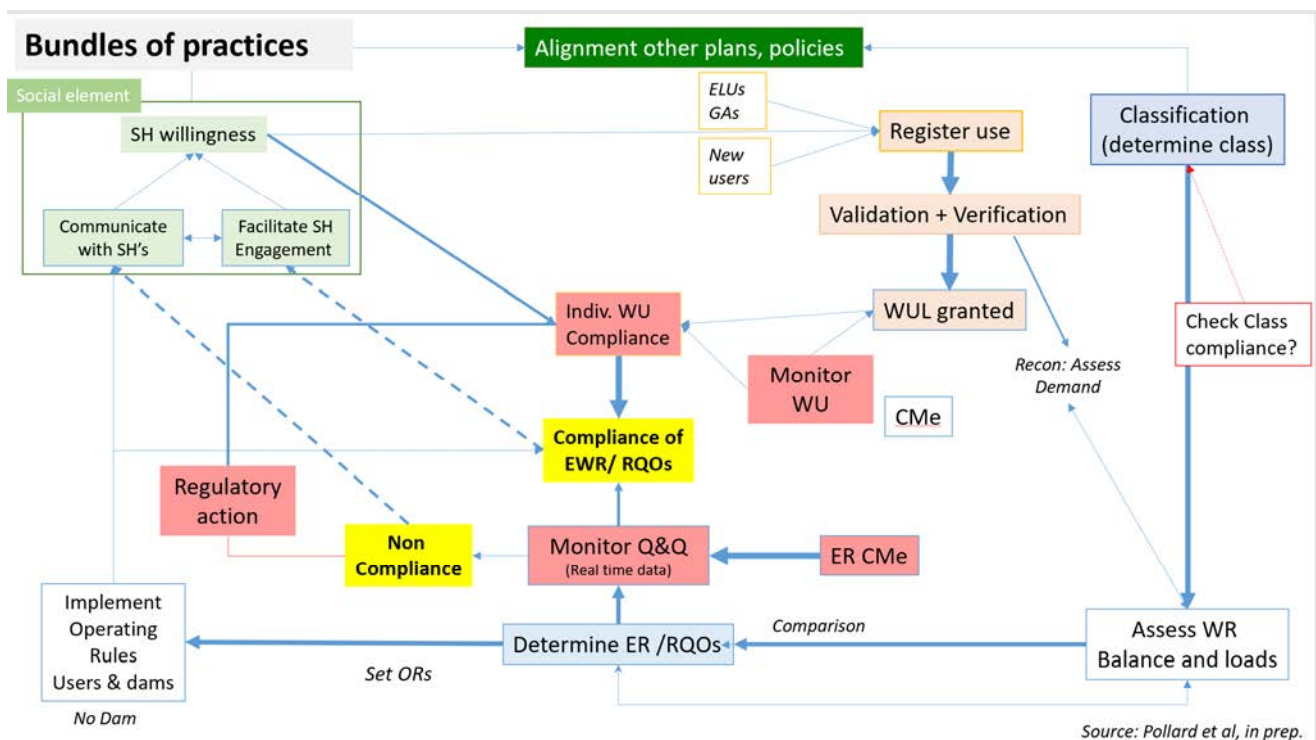 Bundles of practices
Alignment other plans, policies
Social element
SH willingness
Communicate
with SH's
Facilitate SH
Engagement
ELUs
GAs
New
users
Register use
Validation + Verification
WUL granted
Classification
(determine class)
Check Class
compliance?
Recon: Assess
Demand
Indiv. WU
Compliance
Monitor
WU
CMe
Compliance of
EWR/ RQOs
Regulatory
action
Non
Compliance
Monitor Q&Q
(Real time data)
ER CMe
Implement
Operating
Rules
Users & dams
No Dam
Set ORs
Determine ER /RQOs
Comparison
Assess WR
Balance and loads
Source: Pollard et al, in prep.